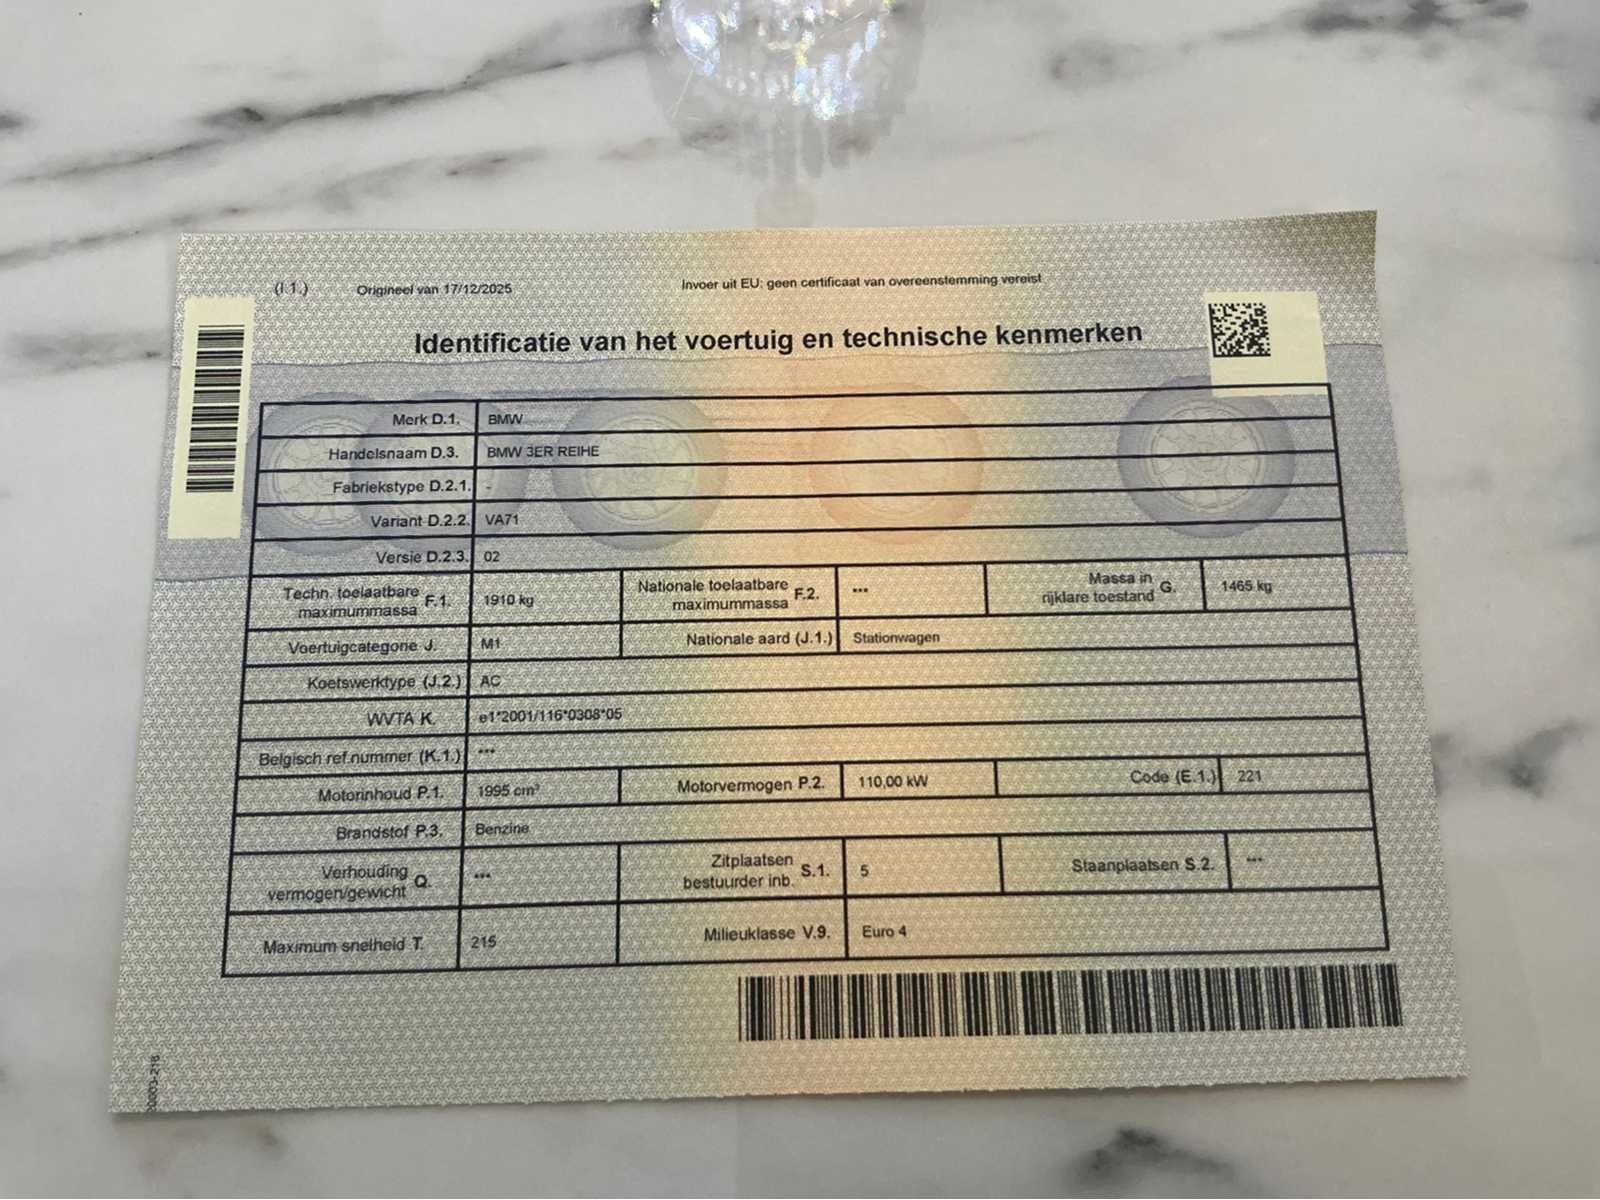 (I.1.) Origineel van 17/12/2025 Invoer uit EU: geen certificaat van overeenstemming vereist
Identificatie van het voertuig en technische kenmerken
Merk D.1. BMW
Handelsnaam D.3. BMW 3ER REIHE
Fabriekstype D.2.1. -
Variant D.2.2. VA71
Versie D.2.3. 02
Techn. toelaatbare maximummassa F.1. 1910 kg Nationale toelaatbare maximummassa F.2. *** Massa in rijklare toestand G. 1465 kg
Voertuigcategorie J. M1 Nationale aard (J.1.) Stationwagen
Koetswerktype (J.2.) AC
WVTA K. e1*2001/116*0308*05
Belgisch ref.nummer (K.1.) ***
Motorinhoud P.1. 1995 cm³ Motorvermogen P.2. 110,00 kW Code (E.1.) 221
Brandstof P.3. Benzine
Verhouding vermogen/gewicht Q. *** Zitplaatsen bestuurder inb. S.1. 5 Staanplaatsen S.2. ***
Maximum snelheid T. 215 Milieuklasse V.9. Euro 4